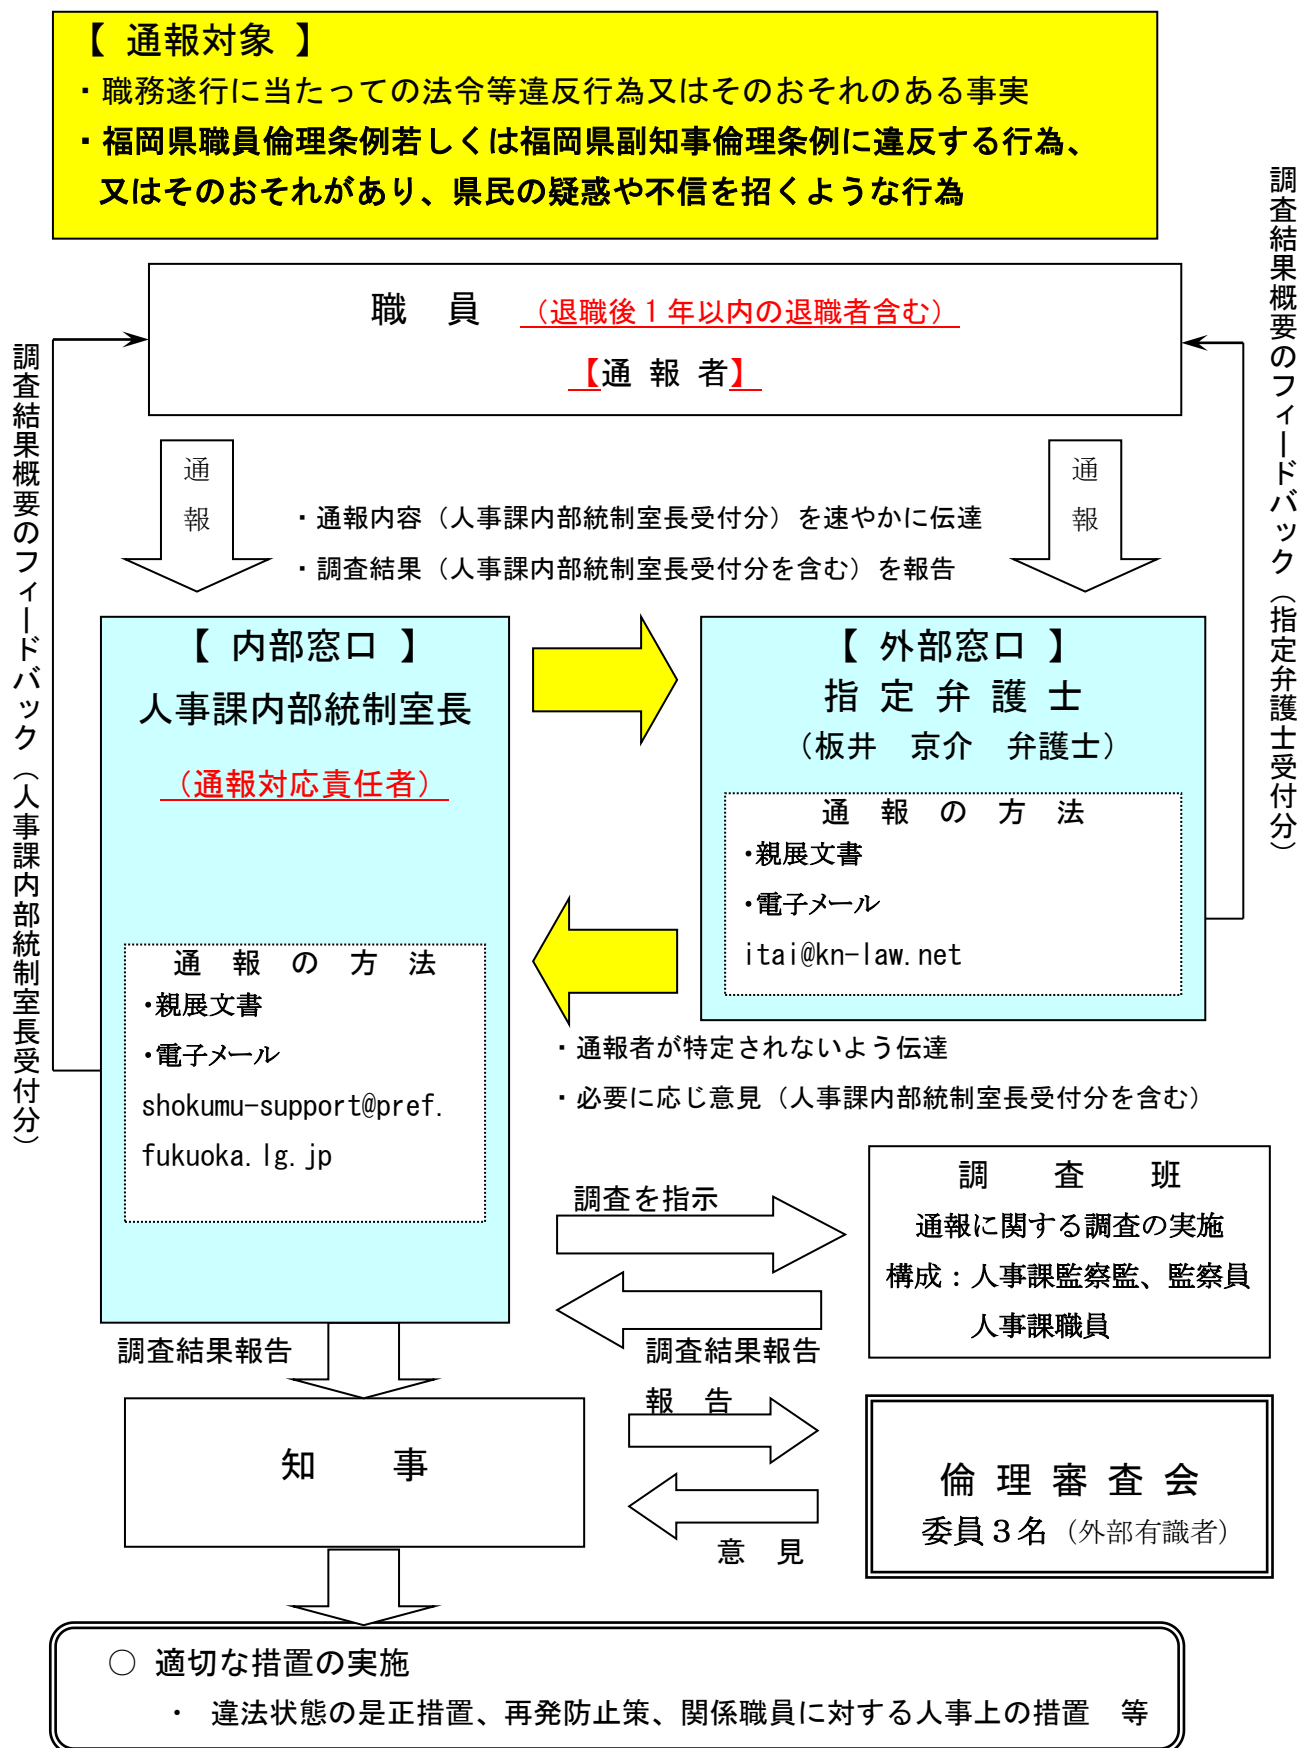 【 通報対象 】
・職務遂行に当たっての法令等違反行為又はそのおそれのある事実
・福岡県職員倫理条例若しくは福岡県副知事倫理条例に違反する行為、
又はそのおそれがあり、県民の疑惑や不信を招くような行為
職　員　（退職後１年以内の退職者含む）
【通 報 者】
調査結果概要のフィードバック（人事課内部統制室長受付分）
調査結果概要のフィードバック（指定弁護士受付分）
通報
通報
・通報内容（人事課内部統制室長受付分）を速やかに伝達
・調査結果（人事課内部統制室長受付分を含む）を報告
【 内部窓口 】
人事課内部統制室長
（通報対応責任者）
通 報 の 方 法
・親展文書
・電子メール
shokumu-support@pref.
fukuoka.lg.jp
【 外部窓口 】
指 定 弁 護 士
（板井　京介　弁護士）
通 報 の 方 法
・親展文書
・電子メール
itai@kn-law.net
・通報者が特定されないよう伝達
・必要に応じ意見（人事課内部統制室長受付分を含む）
調査を指示
調査結果報告
調　査　班
通報に関する調査の実施
構成：人事課監察監、監察員
人事課職員
調査結果報告
知　事
報　告
意　見
倫 理 審 査 会
委員３名（外部有識者）
○ 適切な措置の実施
・ 違法状態の是正措置、再発防止策、関係職員に対する人事上の措置　等